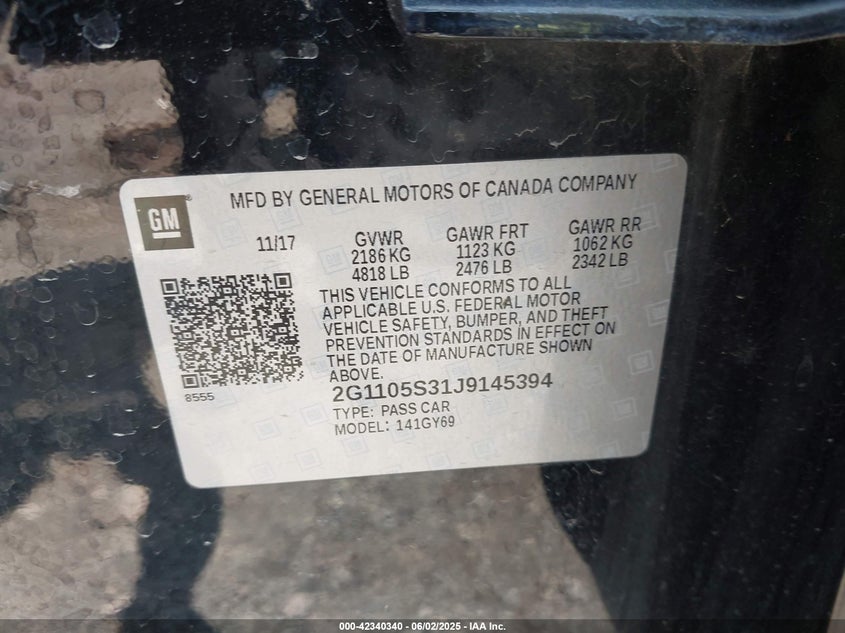 GM
MFD BY GENERAL MOTORS OF CANADA COMPANY
11/17 GVWR GAWR FRT GAWR RR
2186 KG 1123 KG 1062 KG
4818 LB 2476 LB 2342 LB
THIS VEHICLE CONFORMS TO ALL
APPLICABLE U.S. FEDERAL MOTOR
VEHICLE SAFETY, BUMPER, AND THEFT
PREVENTION STANDARDS IN EFFECT ON
THE DATE OF MANUFACTURE SHOWN
ABOVE.
8555
2G1105S31J9145394
TYPE: PASS CAR
MODEL: 141GY69
000-42340340 - 06/02/2025 - IAA Inc.